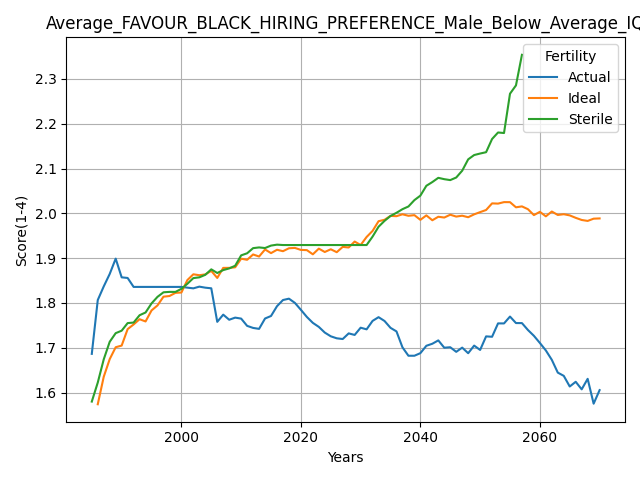 Average_FAVOUR_BLACK_HIRING_PREFERENCE_Male_Below_Average_IQ
Fertility
Actual
Ideal
Sterile
Score(1-4)
2.3
2.2
2.1
2.0
1.9
1.8
1.7
1.6
2000
2020
2040
2060
Years